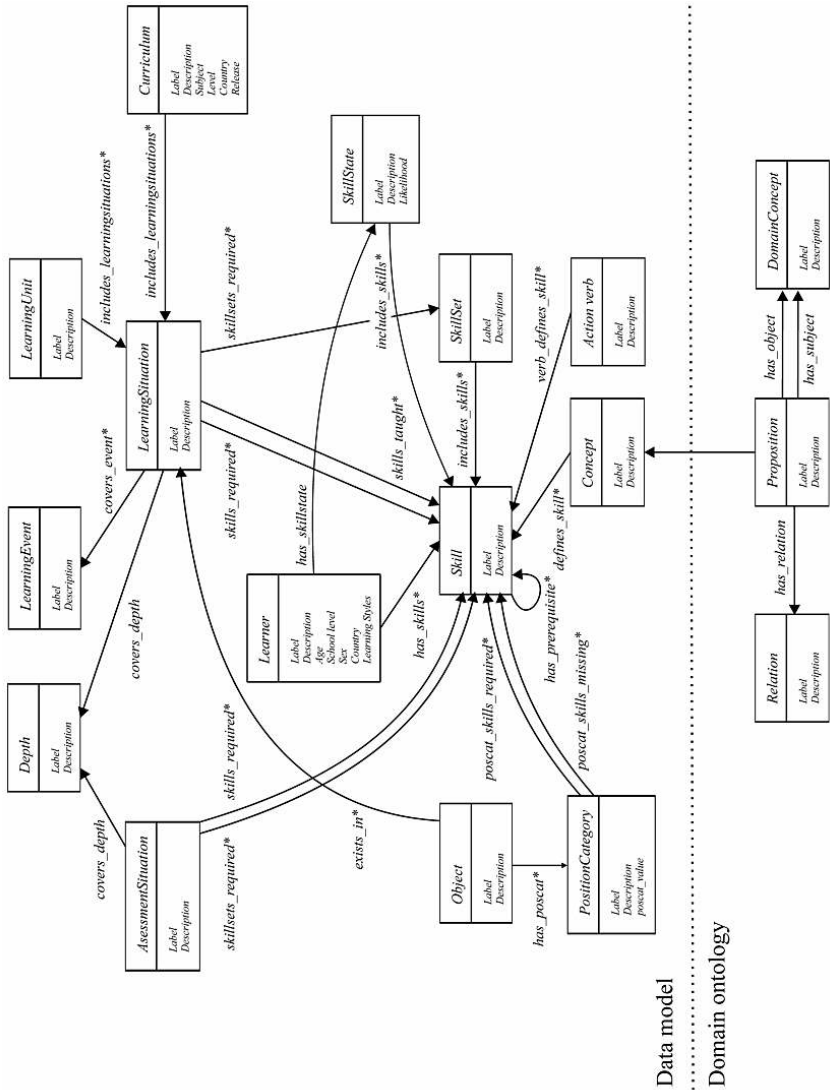 Depth
Label
Description
LearningEvent
Label
Description
LearningUnit
Label
Description
covers_depth
covers_depth
covers_event*
includes_learningsituations*
AsessmentSituation
Label
Description
LearningSituation
Label
Description
includes_learningsituations*
Curriculum
Label
Description
Subject
Level
Country
Release
skillsets_required*
skills_required*
skills_required*
skills_taught*
skillsets_required*
exists_in*
Learner
Label
Description
Age
School level
Sex
Country
Learning Styles
has_skillstate
SkillState
Label
Description
Likelihood
has_skills*
includes_skills*
Object
Label
Description
Skill
Label
Description
includes_skills*
SkillSet
Label
Description
has_poscat*
poscat_skills_required*
has_prerequisite*
defines_skill*
verb_defines_skill*
PositionCategory
Label
Description
poscat_value
poscat_skills_missing*
Concept
Label
Description
Action verb
Label
Description
Data model
Domain ontology
Relation
Label
Description
has_relation
Proposition
Label
Description
has_object
has_subject
DomainConcept
Label
Description